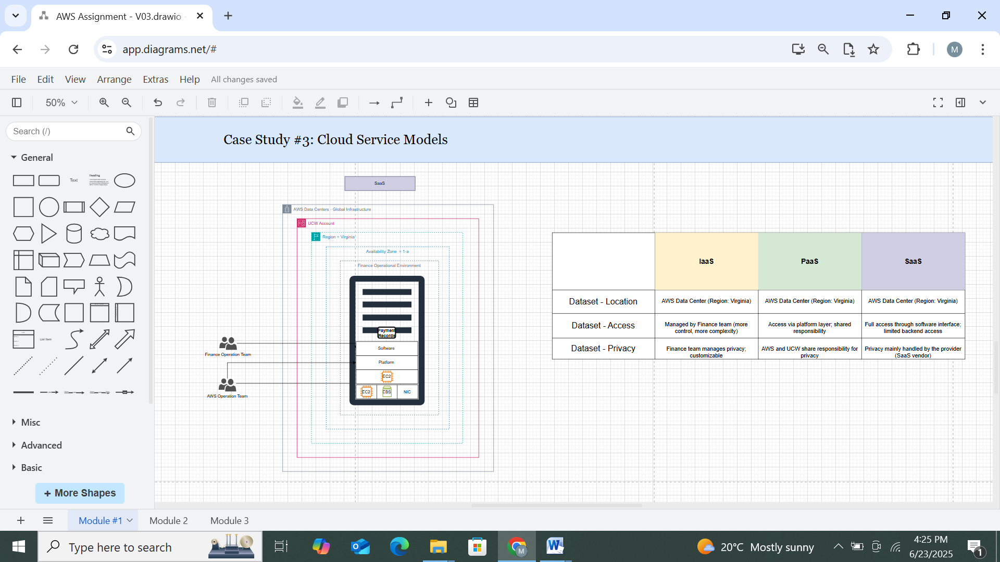 AWS Assignment - V03.drawio -
app.diagrams.net/#
M
File Edit View Arrange Extras Help All changes saved
50%
Search (/)
Case Study #3: Cloud Service Models
General
Text
Heading
List Item
Misc
Advanced
Basic
+ More Shapes
SaaS
AWS Data Centers - Global Infrastructure
UCW Account
Region = Virginia
Availability Zone = 1-a
Finance Operational Environment
Payment
Records
Software
Platform
EC2
EC2 EBS NIC
Finance Operation Team
AWS Operation Team
IaaS PaaS SaaS
Dataset - Location AWS Data Center (Region: Virginia) AWS Data Center (Region: Virginia) AWS Data Center (Region: Virginia)
Dataset - Access Managed by Finance team (more control, more complexity) Access via platform layer; shared responsibility Full access through software interface; limited backend access
Dataset - Privacy Finance team manages privacy; customizable AWS and UCW share responsibility for privacy Privacy mainly handled by the provider (SaaS vendor)
Module #1 Module 2 Module 3
Type here to search
M
20°C Mostly sunny
4:25 PM
6/23/2025
1